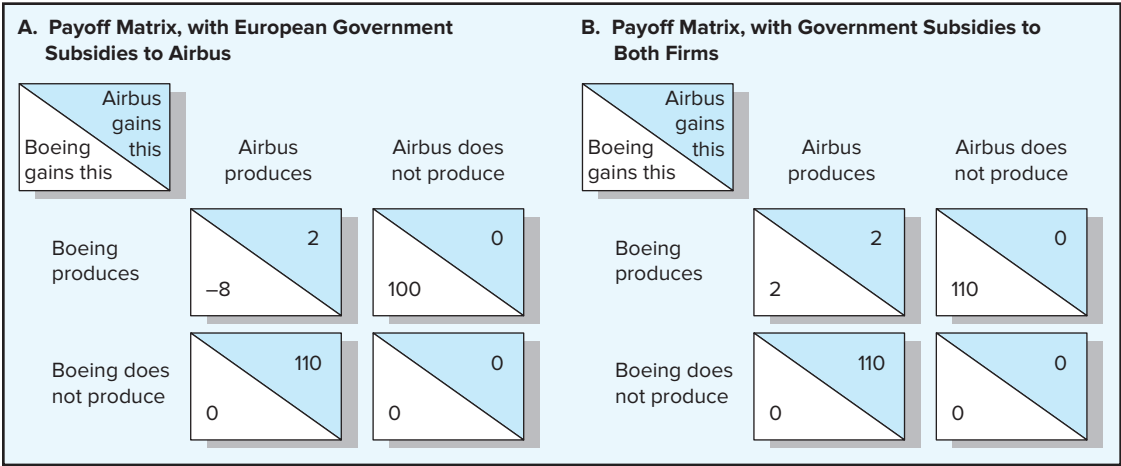 A. Payoff Matrix, with European Government
Subsidies to Airbus
Airbus
gains
this
Boeing
gains this
Airbus
produces
Airbus does
not produce
Boeing
produces
2
–8
0
100
Boeing does
not produce
110
0
0
0
B. Payoff Matrix, with Government Subsidies to
Both Firms
Airbus
gains
this
Boeing
gains this
Airbus
produces
Airbus does
not produce
Boeing
produces
2
2
0
110
Boeing does
not produce
110
0
0
0